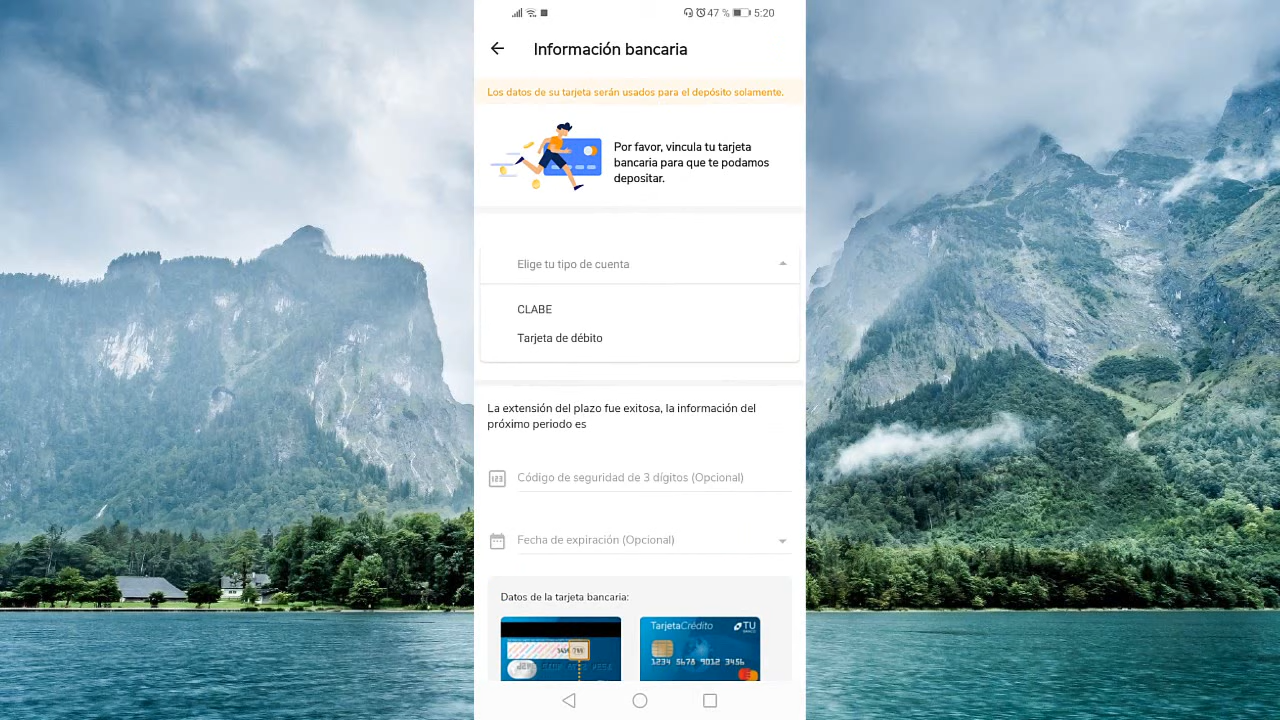 47 % 5:20
Información bancaria
Los datos de su tarjeta serán usados para el depósito solamente.
Por favor, vincula tu tarjeta
bancaria para que te podamos
depositar.
Elige tu tipo de cuenta
CLABE
Tarjeta de débito
La extensión del plazo fue exitosa, la información del
próximo periodo es
123
Código de seguridad de 3 dígitos (Opcional)
Fecha de expiración (Opcional)
Datos de la tarjeta bancaria:
TarjetaCrédito
TU
BANCO
1234 5678 9012 3456